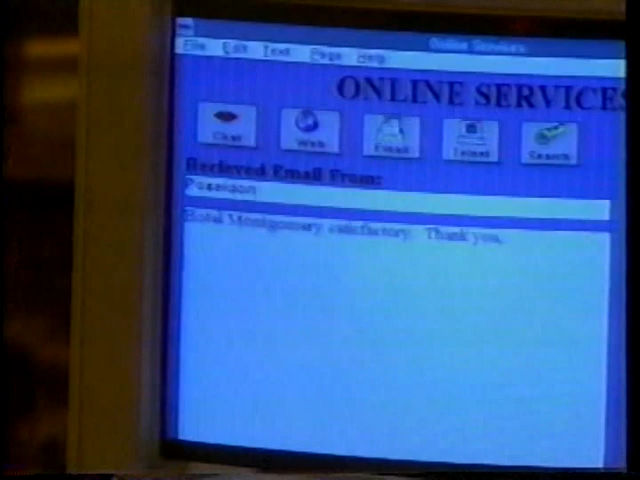 Online Services
File Edit Text Page Help
ONLINE SERVICES
Chat Web Email Telnet Search
Recieved Email From:
Poseidon
Hotel Montgomery satisfactory. Thank you,